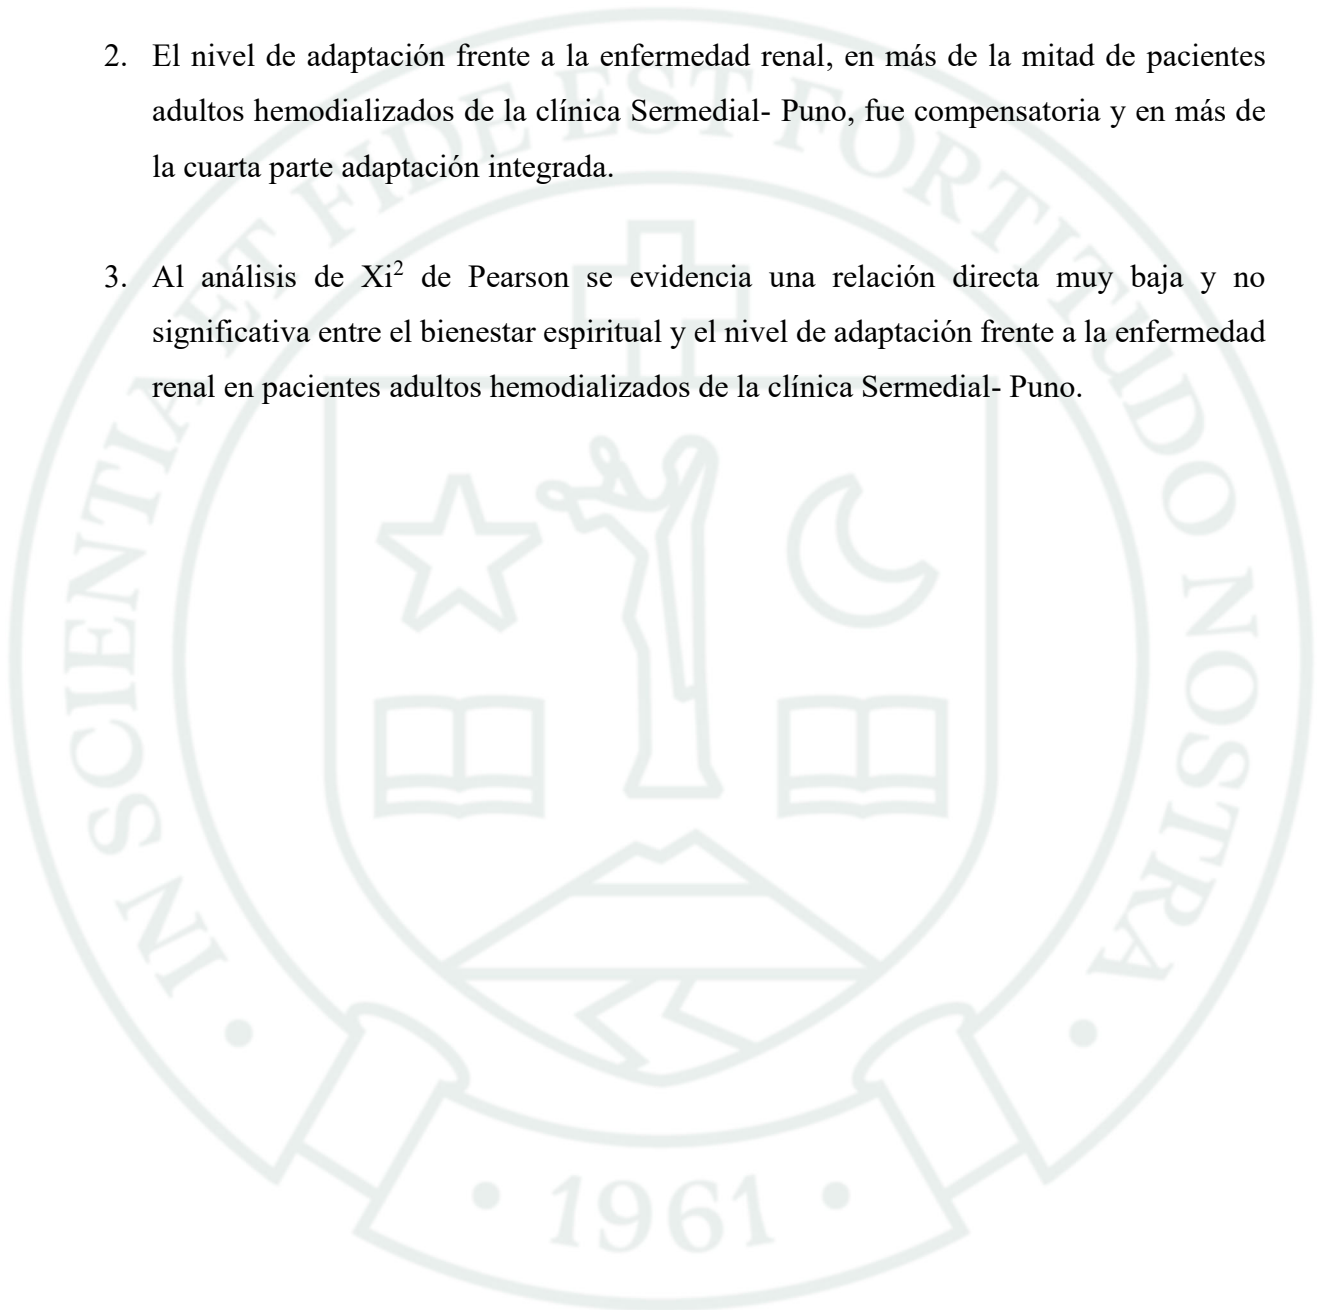 2. El nivel de adaptación frente a la enfermedad renal, en más de la mitad de pacientes
adultos hemodializados de la clínica Sermedial- Puno, fue compensatoria y en más de
la cuarta parte adaptación integrada.
3. Al análisis de Xi² de Pearson se evidencia una relación directa muy baja y no
significativa entre el bienestar espiritual y el nivel de adaptación frente a la enfermedad
renal en pacientes adultos hemodializados de la clínica Sermedial- Puno.
IN SCIENTIA ET FIDE EST FORTITUDO NOSTRA
• 1961 •